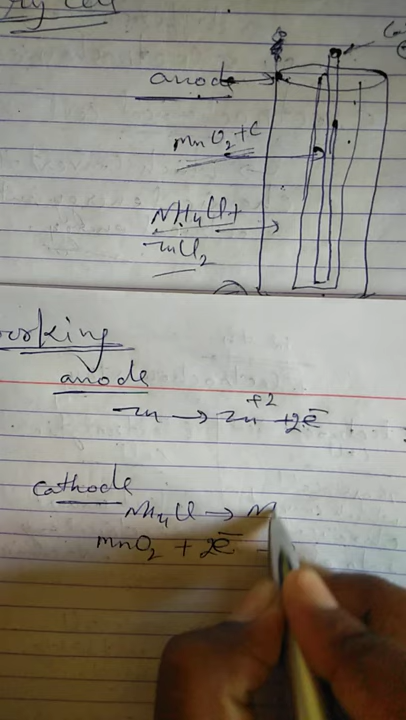 anode
MnO₂ + C
NH₄Cl +
ZnCl₂
working
anode
Zn → Zn⁺² + 2e⁻
cathode
NH₄Cl → N
MnO₂ + 2e⁻